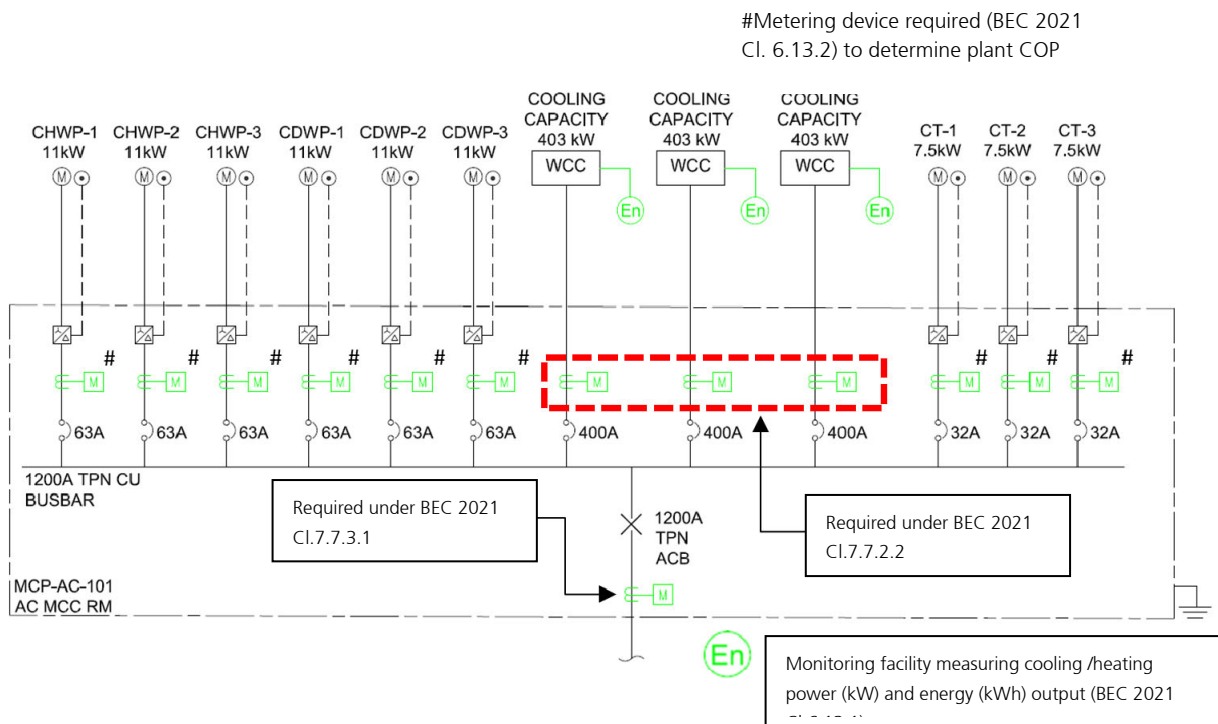 #Metering device required (BEC 2021
Cl. 6.13.2) to determine plant COP
CHWP-1
11kW
CHWP-2
11kW
CHWP-3
11kW
CDWP-1
11kW
CDWP-2
11kW
CDWP-3
11kW
COOLING
CAPACITY
403 kW
COOLING
CAPACITY
403 kW
COOLING
CAPACITY
403 kW
CT-1
7.5kW
CT-2
7.5kW
CT-3
7.5kW
M
M
M
M
M
M
WCC
WCC
WCC
M
M
M
En
En
En
# # # # # # # # #
M M M M M M M M M M M M
63A 63A 63A 63A 63A 63A 400A 400A 400A 32A 32A 32A
1200A TPN CU
BUSBAR
Required under BEC 2021
Cl.7.7.3.1
1200A
TPN
ACB
Required under BEC 2021
Cl.7.7.2.2
MCP-AC-101
AC MCC RM
M
En
Monitoring facility measuring cooling /heating
power (kW) and energy (kWh) output (BEC 2021